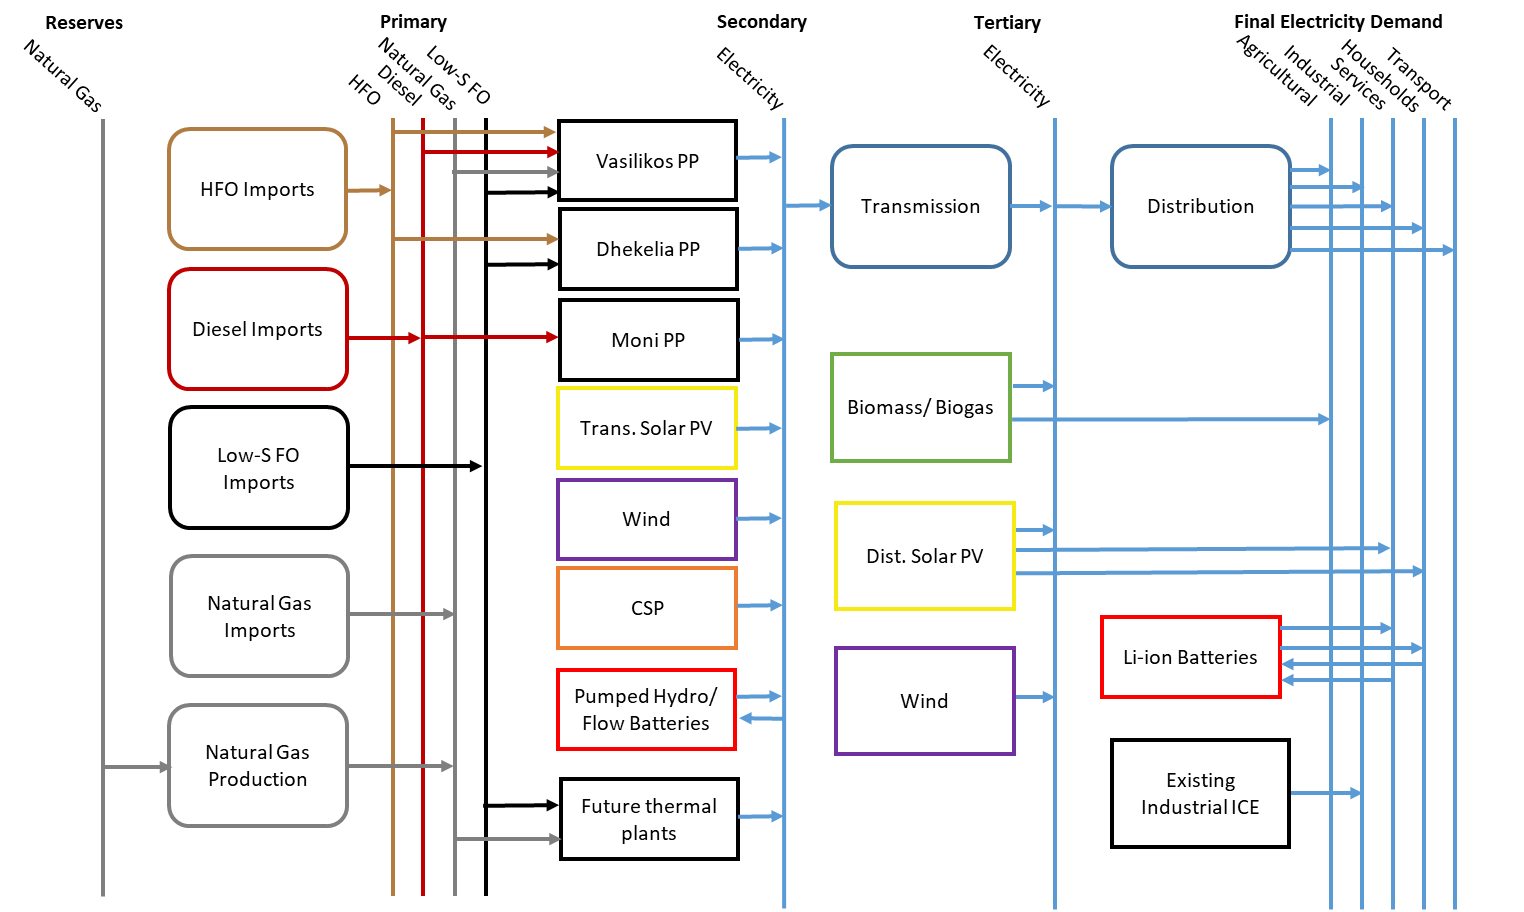 Reserves
Primary
Secondary
Tertiary
Final Electricity Demand
Natural Gas
HFO
Diesel
Natural Gas
Low-S FO
Electricity
Electricity
Agricultural
Industrial
Services
Households
Transport
HFO Imports
Diesel Imports
Low-S FO
Imports
Natural Gas
Imports
Natural Gas
Production
Vasilikos PP
Dhekelia PP
Moni PP
Trans. Solar PV
Wind
CSP
Pumped Hydro/
Flow Batteries
Future thermal
plants
Transmission
Biomass/ Biogas
Dist. Solar PV
Wind
Distribution
Li-ion Batteries
Existing
Industrial ICE